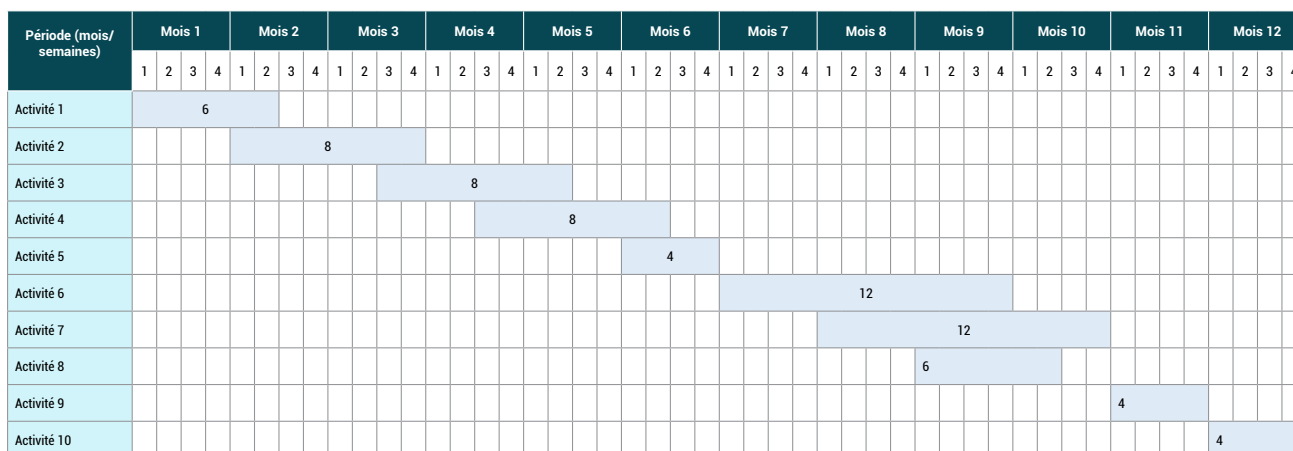 Période (mois/
semaines)
Mois 1 Mois 2 Mois 3 Mois 4 Mois 5 Mois 6 Mois 7 Mois 8 Mois 9 Mois 10 Mois 11 Mois 12
1 2 3 4 1 2 3 4 1 2 3 4 1 2 3 4 1 2 3 4 1 2 3 4 1 2 3 4 1 2 3 4 1 2 3 4 1 2 3 4 1 2 3 4 1 2 3 4
Activité 1 6
Activité 2 8
Activité 3 8
Activité 4 8
Activité 5 4
Activité 6 12
Activité 7 12
Activité 8 6
Activité 9 4
Activité 10 4